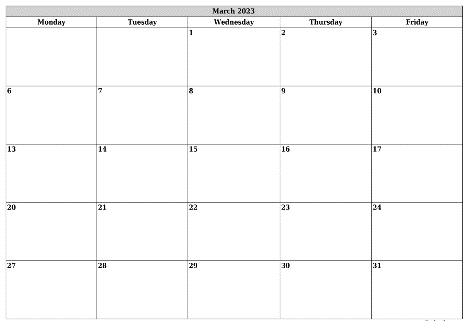 March 2023
Monday Tuesday Wednesday Thursday Friday
1 2 3
6 7 8 9 10
13 14 15 16 17
20 21 22 23 24
27 28 29 30 31